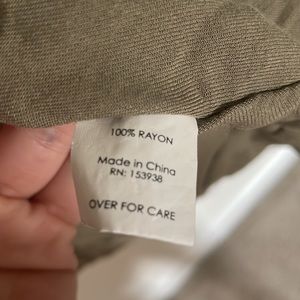 100% RAYON
Made in China
RN: 153938
OVER FOR CARE